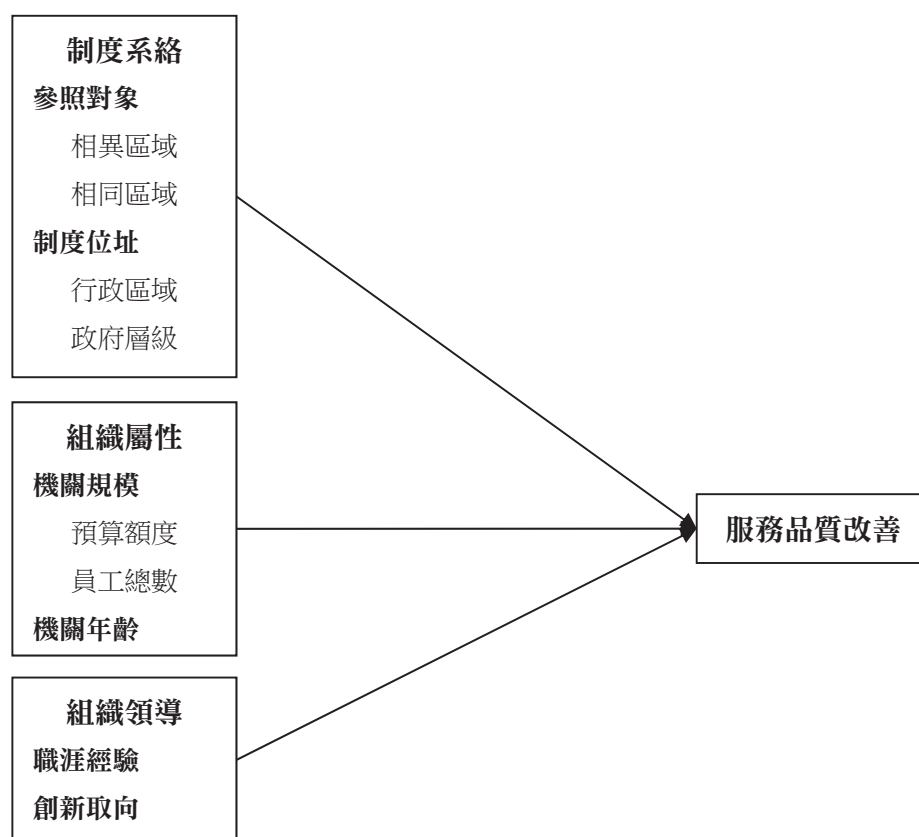 制度系絡
參照對象
相異區域
相同區域
制度位址
行政區域
政府層級
組織屬性
機關規模
預算額度
員工總數
機關年齡
組織領導
職涯經驗
創新取向
服務品質改善